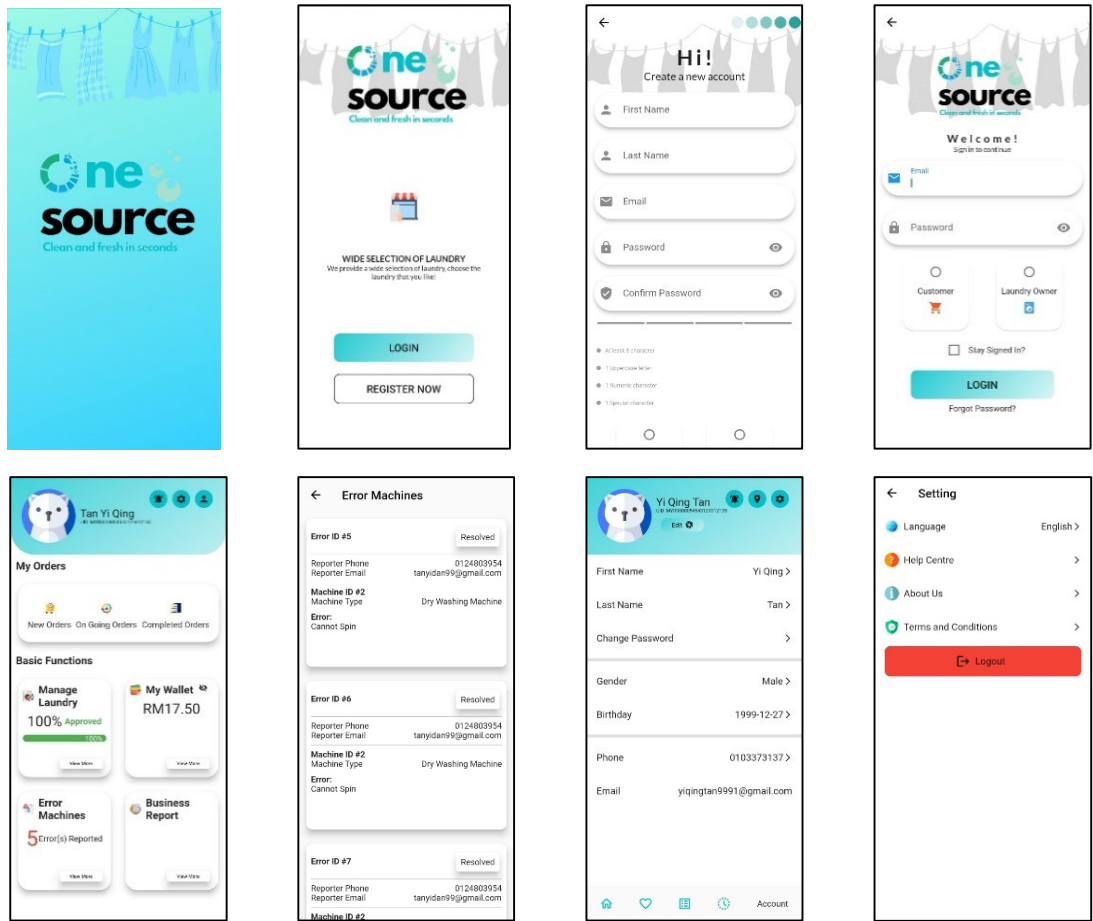 One
source
Clean and fresh in seconds
One
source
Clean and fresh in seconds
WIDE SELECTION OF LAUNDRY
We provide a wide selection of laundry, choose the
laundry that you like!
LOGIN
REGISTER NOW
Hi!
Create a new account
First Name
Last Name
Email
Password
Confirm Password
At least 8 character
1 Uppercase letter
1 Numeric character
1 Special character
One
source
Clean and fresh in seconds
Welcome!
Sign in to continue
Email
Password
Customer
Laundry Owner
Stay Signed In?
LOGIN
Forgot Password?
Tan Yi Qing
My Orders
New Orders On Going Orders Completed Orders
Basic Functions
Manage
Laundry
100% Approved
100%
View More
My Wallet
RM17.50
View More
Error
Machines
5 Error(s) Reported
View More
Business
Report
View More
Error Machines
Error ID #5 Resolved
Reporter Phone 0124803954
Reporter Email tanyidan99@gmail.com
Machine ID #2
Machine Type Dry Washing Machine
Error:
Cannot Spin
Error ID #6 Resolved
Reporter Phone 0124803954
Reporter Email tanyidan99@gmail.com
Machine ID #2
Machine Type Dry Washing Machine
Error:
Cannot Spin
Error ID #7 Resolved
Reporter Phone 0124803954
Reporter Email tanyidan99@gmail.com
Machine ID #2
Yi Qing Tan
Edit
First Name Yi Qing
Last Name Tan
Change Password
Gender Male
Birthday 1999-12-27
Phone 0103373137
Email yiqingtan9991@gmail.com
Account
Setting
Language English
Help Centre
About Us
Terms and Conditions
Logout